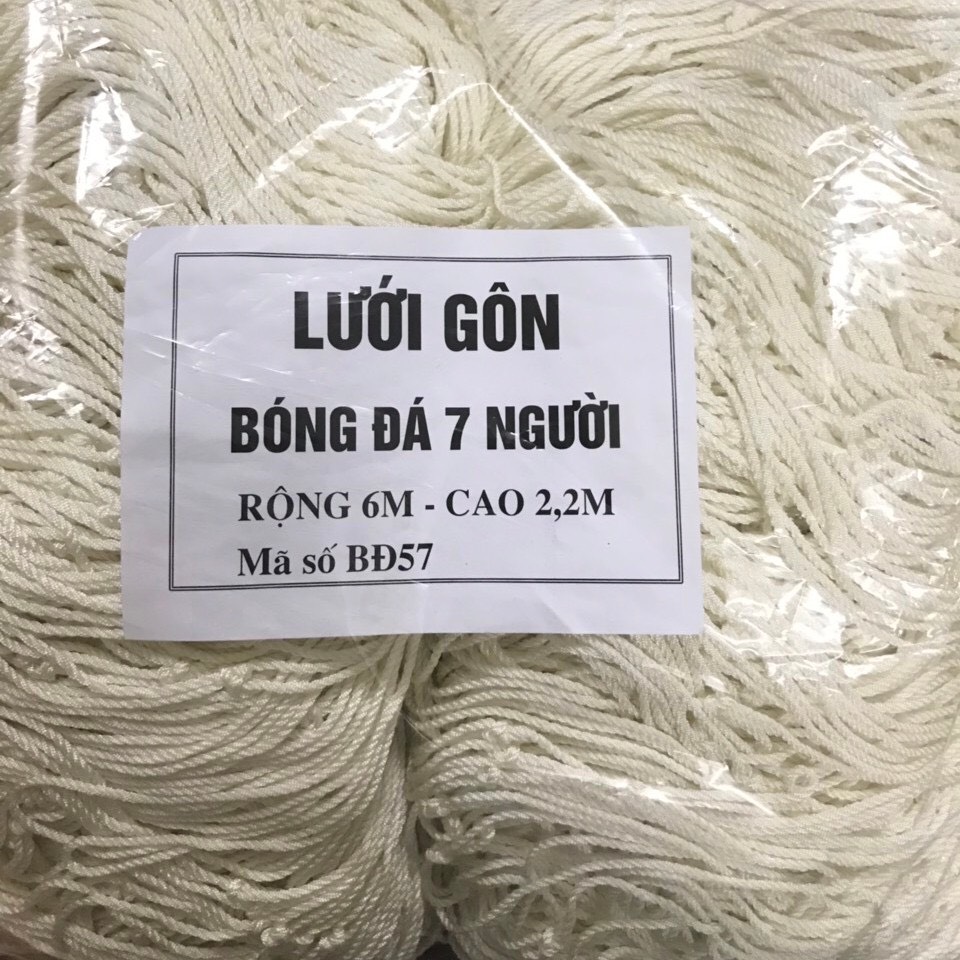 LƯỚI GÔN
BÓNG ĐÁ 7 NGƯỜI
RỘNG 6M - CAO 2,2M
Mã số BĐ57